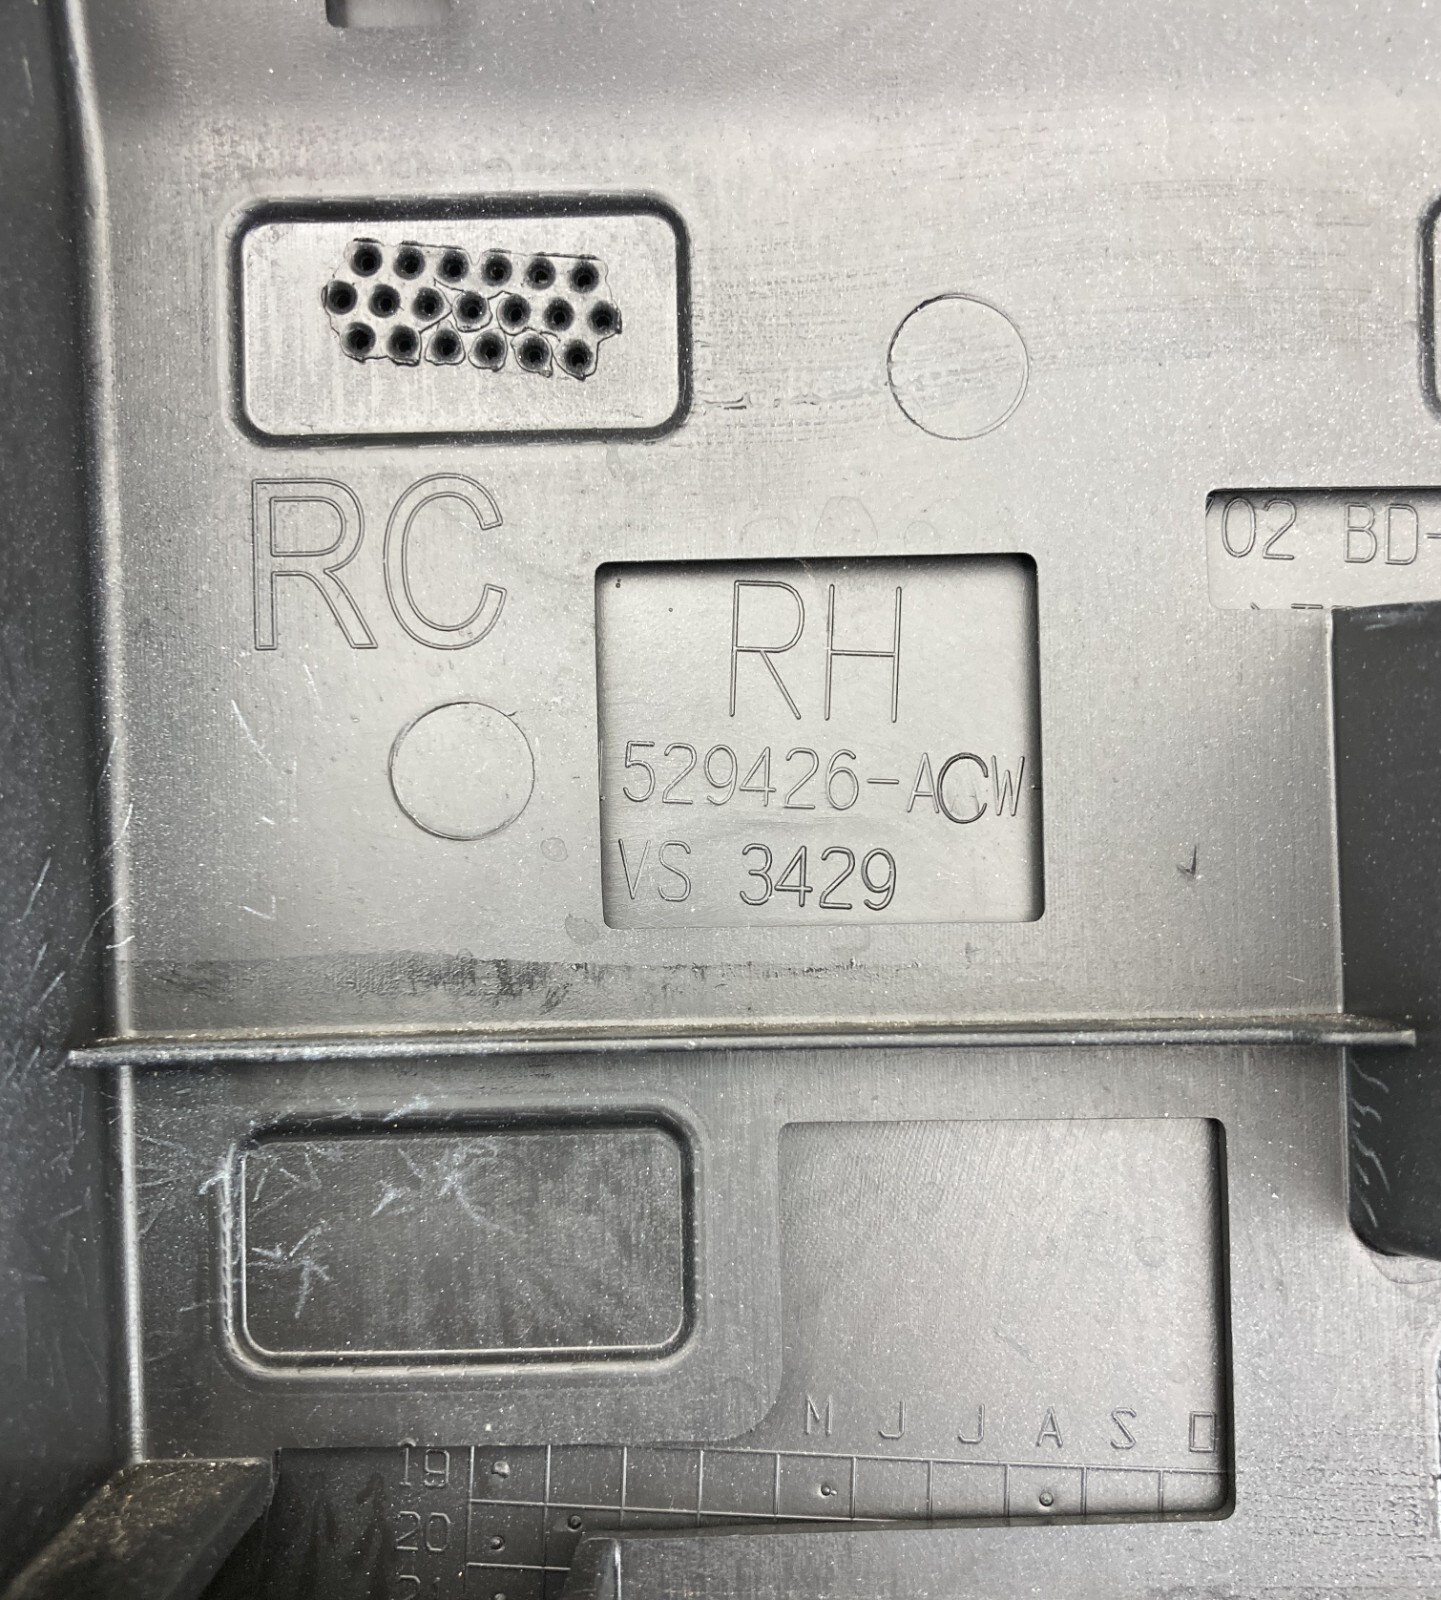 RC
02 BD-
RH
529426-ACW
VS 3429
M J J A S O
19
20